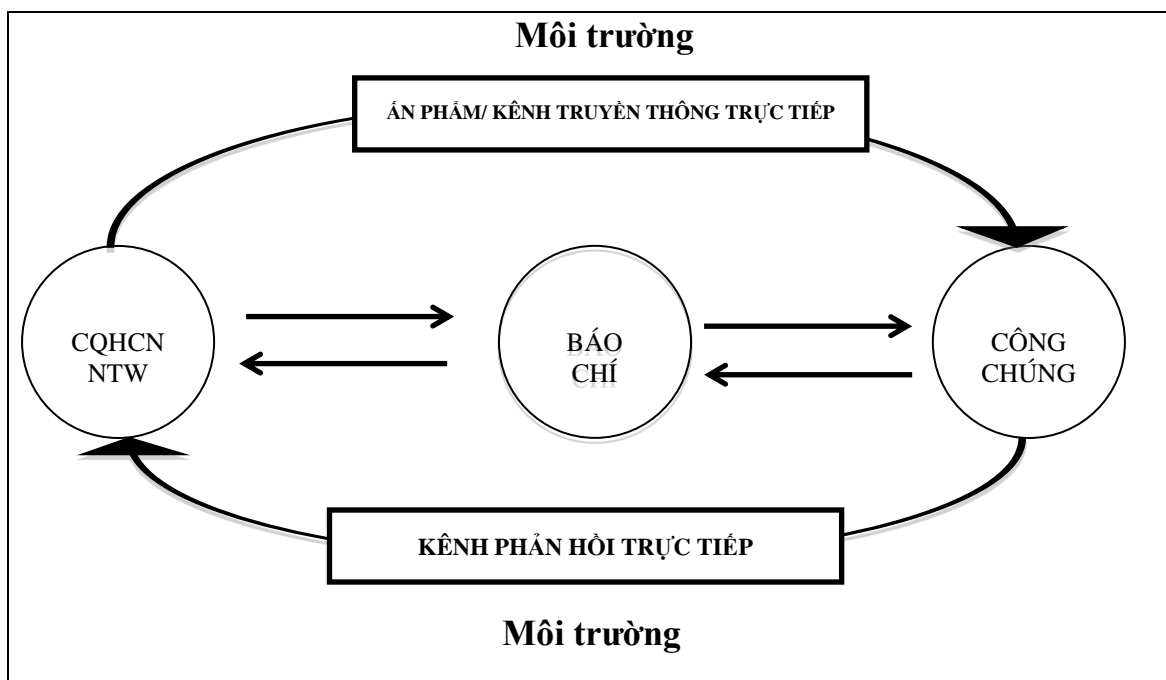 Môi trường
ẤN PHẨM/ KÊNH TRUYỀN THÔNG TRỰC TIẾP
CQHCN
NTW
BÁO
CHÍ
CÔNG
CHÚNG
KÊNH PHẢN HỒI TRỰC TIẾP
Môi trường